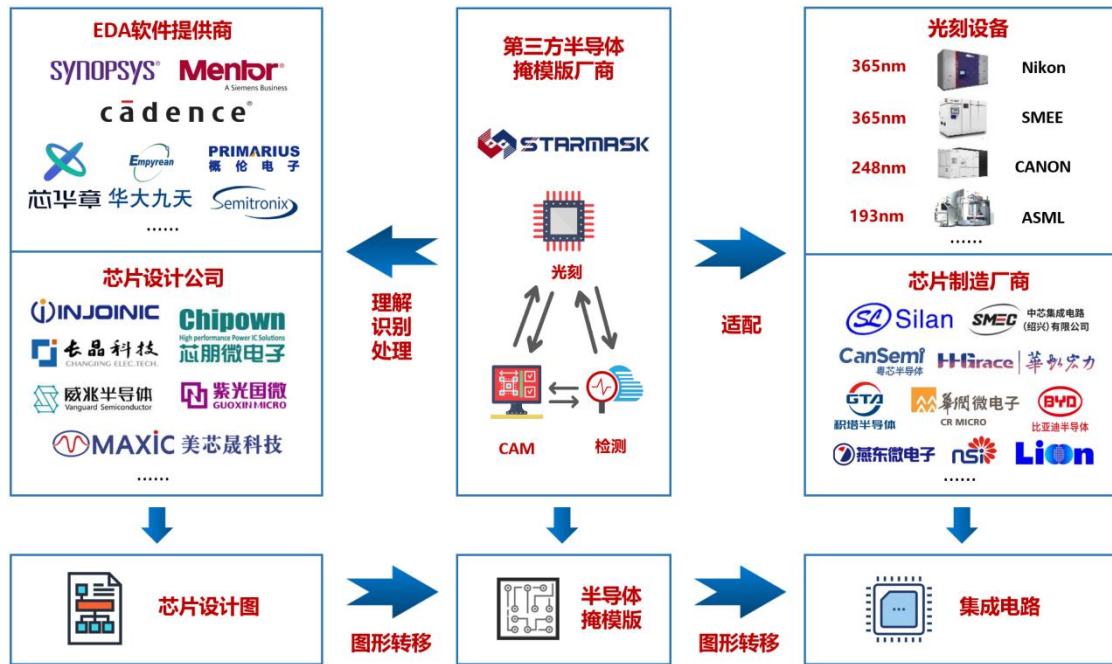 EDA软件提供商
SYNOPSYS®
Mentor®
A Siemens Business
cādence®
芯华章
Empyrean
华大九天
PRIMARIUS
概伦电子
Semitronix
......
芯片设计公司
INJOINIC
Chipown
High performance Power IC Solutions
芯朋微电子
长晶科技
CHANGJING ELEC.TECH.
威兆半导体
Vanguard Semiconductor
紫光国微
GUOXIN MICRO
MAXIC 美芯晟科技
......
理解
识别
处理
第三方半导体
掩模版厂商
STARMASK
光刻
CAM
检测
适配
光刻设备
365nm
Nikon
365nm
SMEE
248nm
CANON
193nm
ASML
......
芯片制造厂商
SL Silan
SMEC 中芯集成电路
(绍兴)有限公司
CanSemi
粤芯半导体
HHGrace 華虹宏力
GTA
积塔半导体
華潤微电子
CR MICRO
BYD
比亚迪半导体
燕东微电子
nsi
Lion
......
芯片设计图
图形转移
半导体
掩模版
图形转移
集成电路